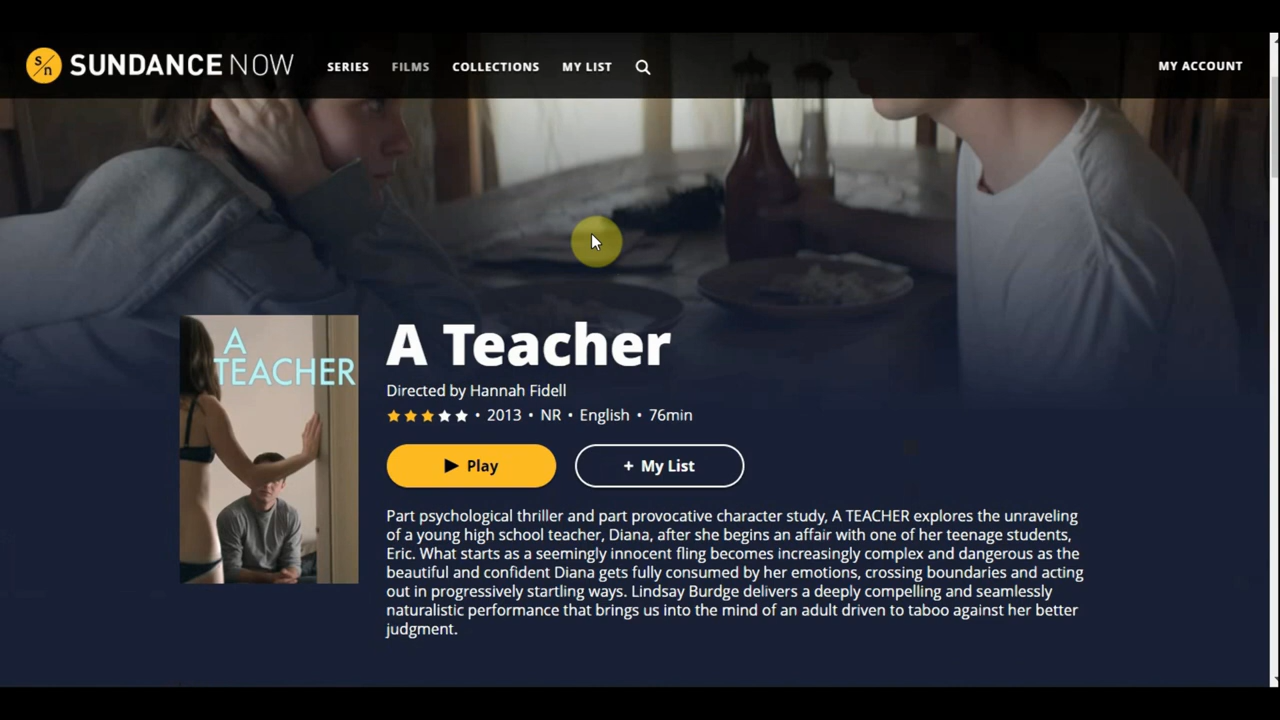 s/n SUNDANCE NOW SERIES FILMS COLLECTIONS MY LIST MY ACCOUNT
A
TEACHER
A Teacher
Directed by Hannah Fidell
• 2013 • NR • English • 76min
Play + My List
Part psychological thriller and part provocative character study, A TEACHER explores the unraveling
of a young high school teacher, Diana, after she begins an affair with one of her teenage students,
Eric. What starts as a seemingly innocent fling becomes increasingly complex and dangerous as the
beautiful and confident Diana gets fully consumed by her emotions, crossing boundaries and acting
out in progressively startling ways. Lindsay Burdge delivers a deeply compelling and seamlessly
naturalistic performance that brings us into the mind of an adult driven to taboo against her better
judgment.